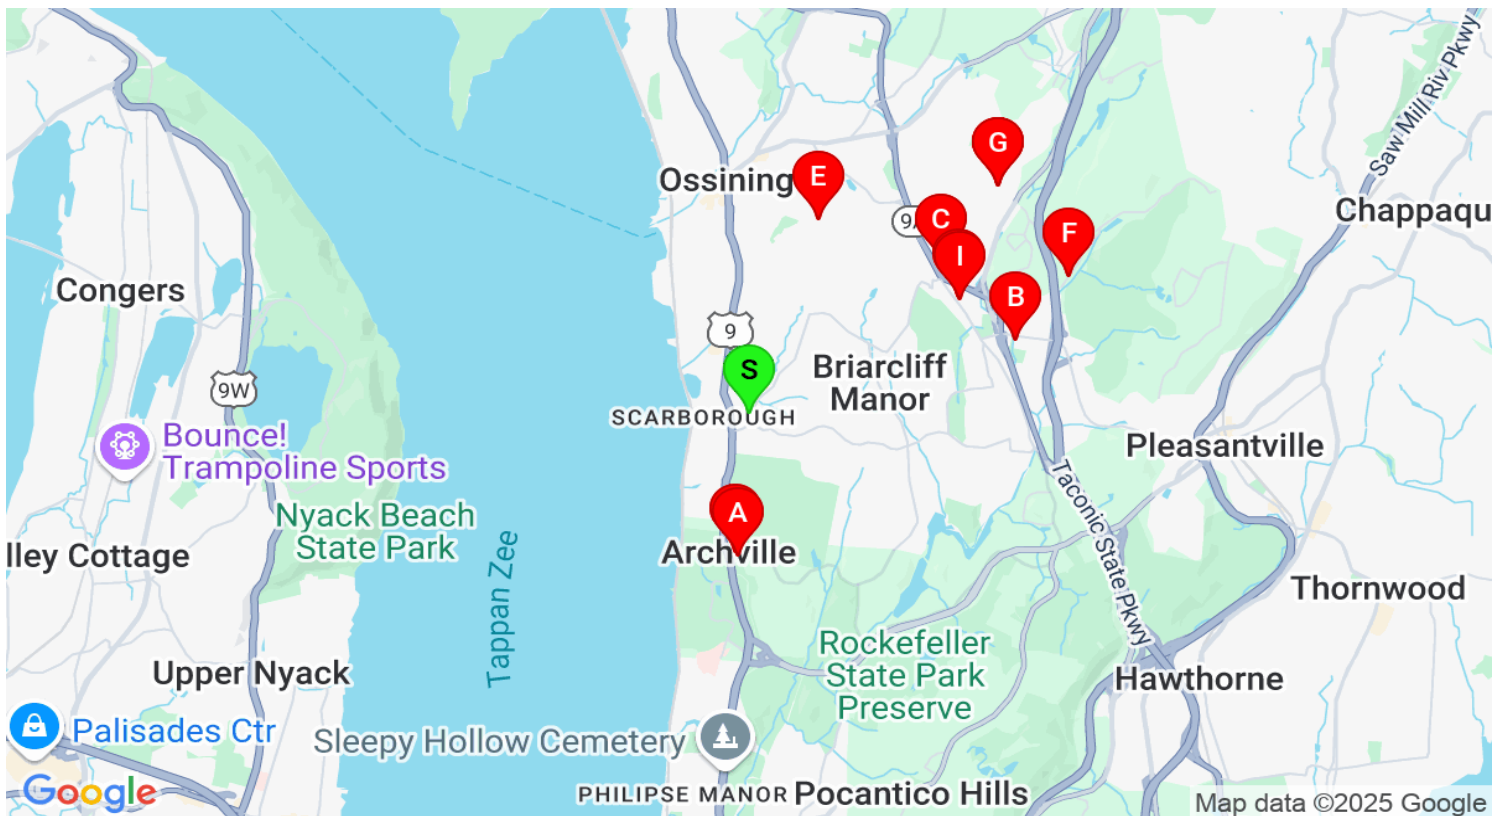 Saw Mill Riv Pkwy
G
Ossining
E
Chappaqu
9
C
F
I
Congers
B
9
S
Briarcliff
Manor
9W
SCARBOROUGH
Bounce!
Trampoline Sports
Pleasantville
A
Nyack Beach
State Park
Taconic State Pkwy
lley Cottage
Archville
Tappan Zee
Thornwood
Rockefeller
State Park
Preserve
Upper Nyack
Hawthorne
Palisades Ctr
Sleepy Hollow Cemetery
Google
PHILIPSE MANOR
Pocantico Hills
Map data ©2025 Google